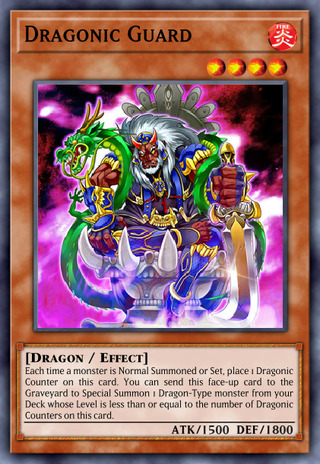 Dragonic Guard
FIRE
炎
[Dragon / Effect]
Each time a monster is Normal Summoned or Set, place 1 Dragonic
Counter on this card. You can send this face-up card to the
Graveyard to Special Summon 1 Dragon-Type monster from your
Deck whose Level is less than or equal to the number of Dragonic
Counters on this card.
ATK/1500 DEF/1800